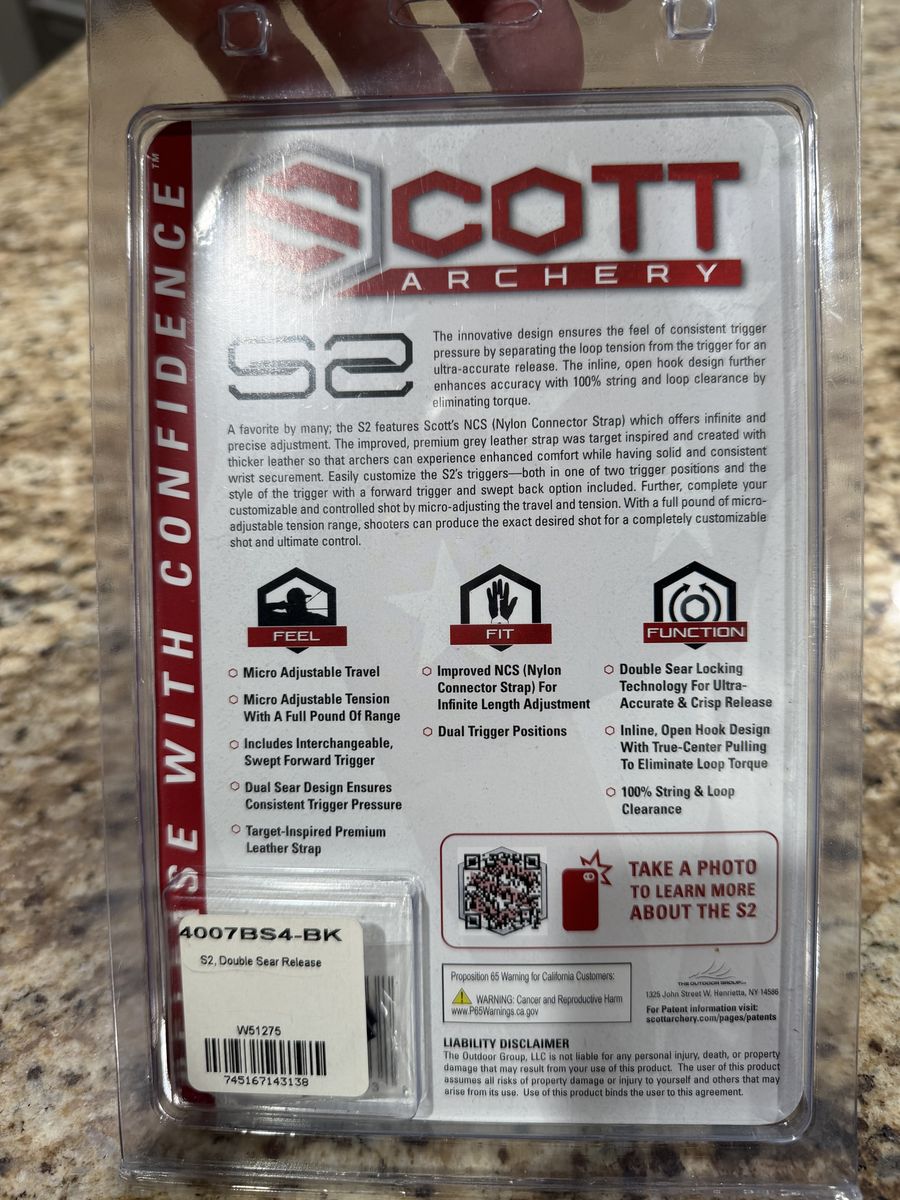 SE WITH CONFIDENCE™
SCOTT
ARCHERY
S2
The innovative design ensures the feel of consistent trigger
pressure by separating the loop tension from the trigger for an
ultra-accurate release. The inline, open hook design further
enhances accuracy with 100% string and loop clearance by
eliminating torque.
A favorite by many; the S2 features Scott's NCS (Nylon Connector Strap) which offers infinite and
precise adjustment. The improved, premium grey leather strap was target inspired and created with
thicker leather so that archers can experience enhanced comfort while having solid and consistent
wrist securement. Easily customize the S2's triggers—both in one of two trigger positions and the
style of the trigger with a forward trigger and swept back option included. Further, complete your
customizable and controlled shot by micro-adjusting the travel and tension. With a full pound of micro-
adjustable tension range, shooters can produce the exact desired shot for a completely customizable
shot and ultimate control.
FEEL
Micro Adjustable Travel
Micro Adjustable Tension
With A Full Pound Of Range
Includes Interchangeable,
Swept Forward Trigger
Dual Sear Design Ensures
Consistent Trigger Pressure
Target-Inspired Premium
Leather Strap
FIT
Improved NCS (Nylon
Connector Strap) For
Infinite Length Adjustment
Dual Trigger Positions
FUNCTION
Double Sear Locking
Technology For Ultra-
Accurate & Crisp Release
Inline, Open Hook Design
With True-Center Pulling
To Eliminate Loop Torque
100% String & Loop
Clearance
TAKE A PHOTO
TO LEARN MORE
ABOUT THE S2
4007BS4-BK
S2, Double Sear Release
W51275
745167143138
Proposition 65 Warning for California Customers:
WARNING: Cancer and Reproductive Harm
www.P65Warnings.ca.gov
THE OUTDOOR GROUP
1325 John Street W. Henrietta, NY 14586
For Patent information visit:
scottarchery.com/pages/patents
LIABILITY DISCLAIMER
The Outdoor Group, LLC is not liable for any personal injury, death, or property
damage that may result from your use of this product. The user of this product
assumes all risks of property damage or injury to yourself and others that may
arise from its use. Use of this product binds the user to this agreement.